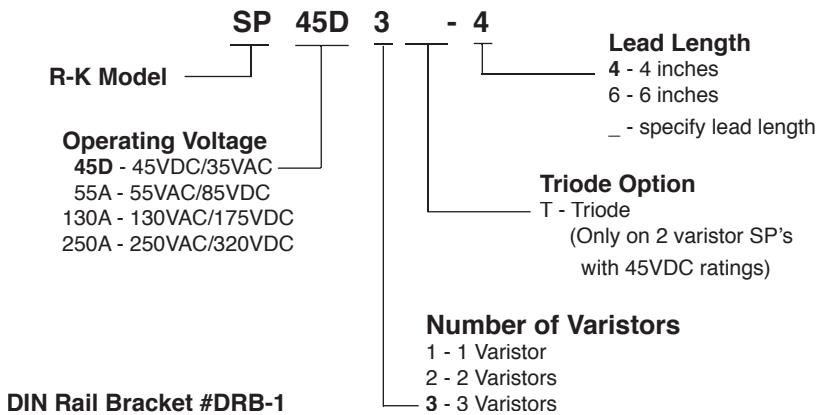 SP 45D 3 - 4
R-K Model
Operating Voltage
45D - 45VDC/35VAC
55A - 55VAC/85VDC
130A - 130VAC/175VDC
250A - 250VAC/320VDC
Lead Length
4 - 4 inches
6 - 6 inches
_ - specify lead length
Triode Option
T - Triode
(Only on 2 varistor SP's
with 45VDC ratings)
Number of Varistors
1 - 1 Varistor
2 - 2 Varistors
3 - 3 Varistors
DIN Rail Bracket #DRB-1